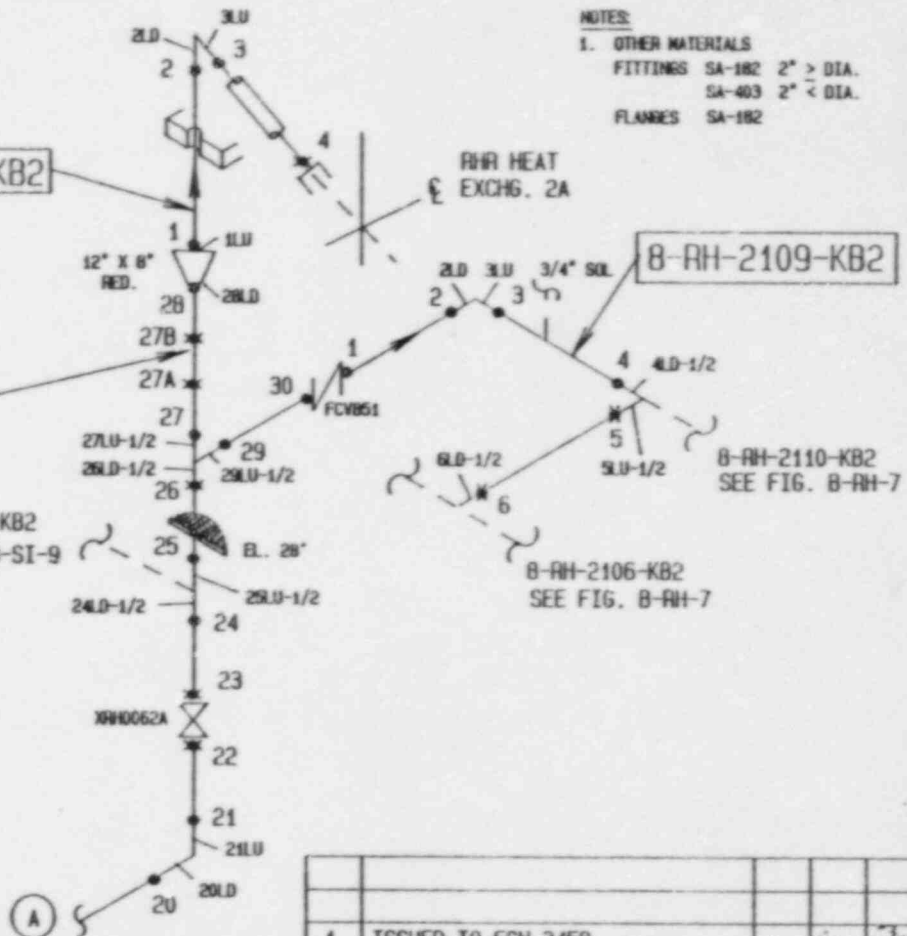 NOTES:
1. OTHER MATERIALS
FITTINGS SA-182 2" ≥ DIA.
SA-403 2" < DIA.
FLANGES SA-182
3LU
2LD
3
2
4
KB2
RHR HEAT
EXCHG. 2A
℄
8-RH-2109-KB2
1
1LU
12" X 8"
RED.
28LD
28
2LD
3LU
3/4" SOL
2
3
27B
27A
1
30
FCV851
4
4LD-1/2
27
27LU-1/2
29
26LD-1/2
29LU-1/2
5
5LU-1/2
8-RH-2110-KB2
SEE FIG. B-RH-7
26
6LD-1/2
6
KB2
-SI-9
25
EL. 28'
25LU-1/2
24LD-1/2
8-RH-2106-KB2
SEE FIG. B-RH-7
24
23
XRH0062A
22
21
21LU
20LD
20
A
1 ISSUED TO